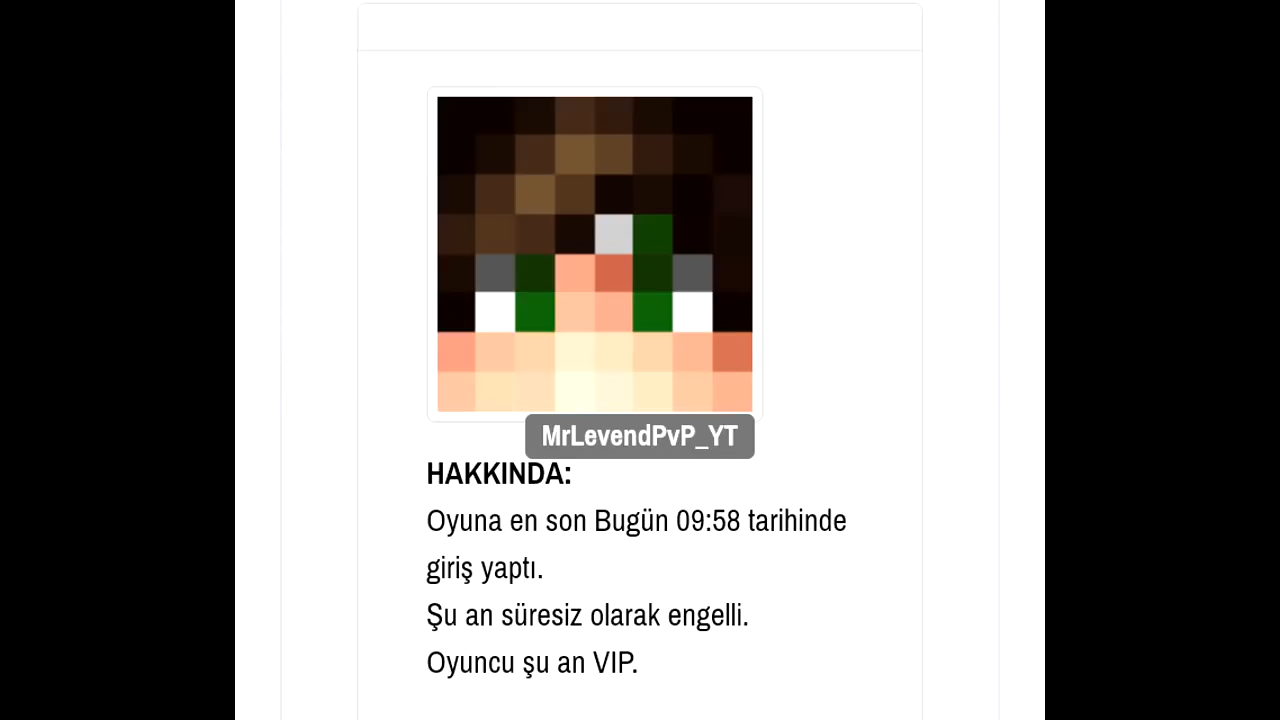 MrLevendPvP_YT
HAKKINDA:
Oyuna en son Bugün 09:58 tarihinde
giriş yaptı.
Şu an süresiz olarak engelli.
Oyuncu şu an VIP.